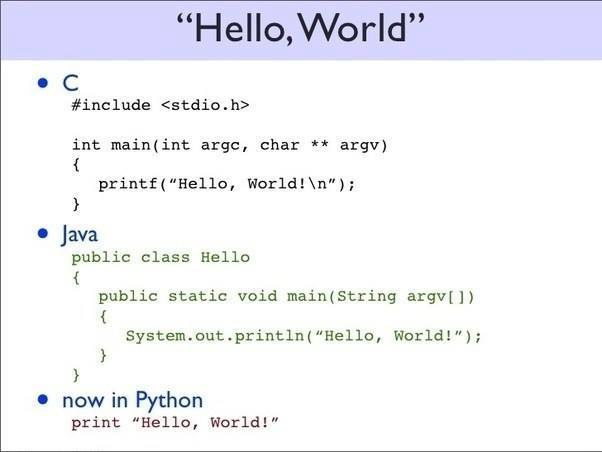 “Hello, World”
• C
#include <stdio.h>
int main(int argc, char ** argv)
{
printf(“Hello, World!\n”);
}
• Java
public class Hello
{
public static void main(String argv[])
{
System.out.println(“Hello, World!”);
}
}
• now in Python
print “Hello, World!”